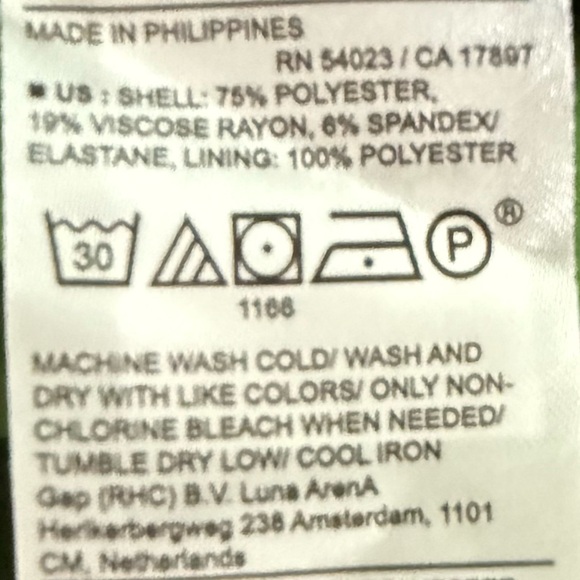 MADE IN PHILIPPINES
RN 54023 / CA 17897
■ US : SHELL: 75% POLYESTER,
19% VISCOSE RAYON, 6% SPANDEX/
ELASTANE, LINING: 100% POLYESTER
30 P ®
1166
MACHINE WASH COLD/ WASH AND
DRY WITH LIKE COLORS/ ONLY NON-
CHLORINE BLEACH WHEN NEEDED/
TUMBLE DRY LOW/ COOL IRON
Gap (RHC) B.V. Luna ArenA
Herikerbergweg 238 Amsterdam, 1101
CM, Netherlands